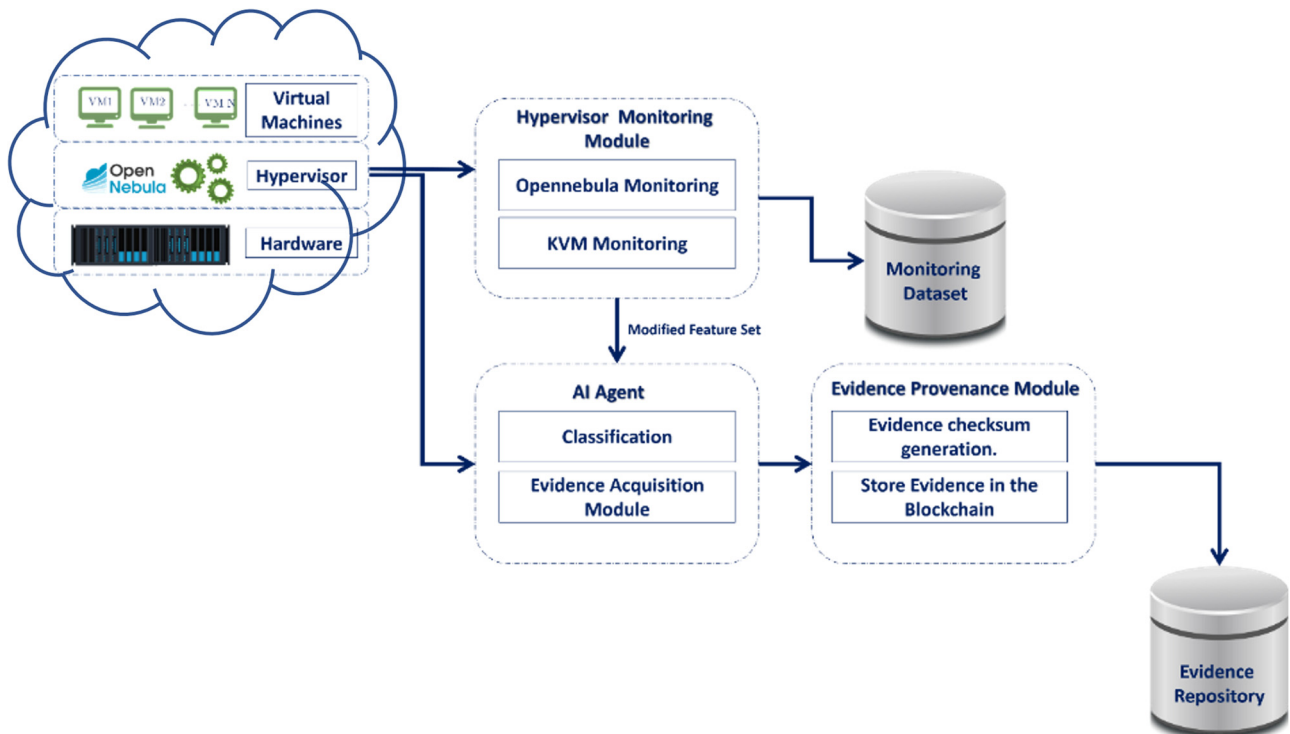 VM1
VM2
VM N
Virtual
Machines
Open
Nebula
Hypervisor
Hardware
Hypervisor Monitoring
Module
Opennebula Monitoring
KVM Monitoring
Monitoring
Dataset
Modified Feature Set
AI Agent
Classification
Evidence Acquisition
Module
Evidence Provenance Module
Evidence checksum
generation.
Store Evidence in the
Blockchain
Evidence
Repository